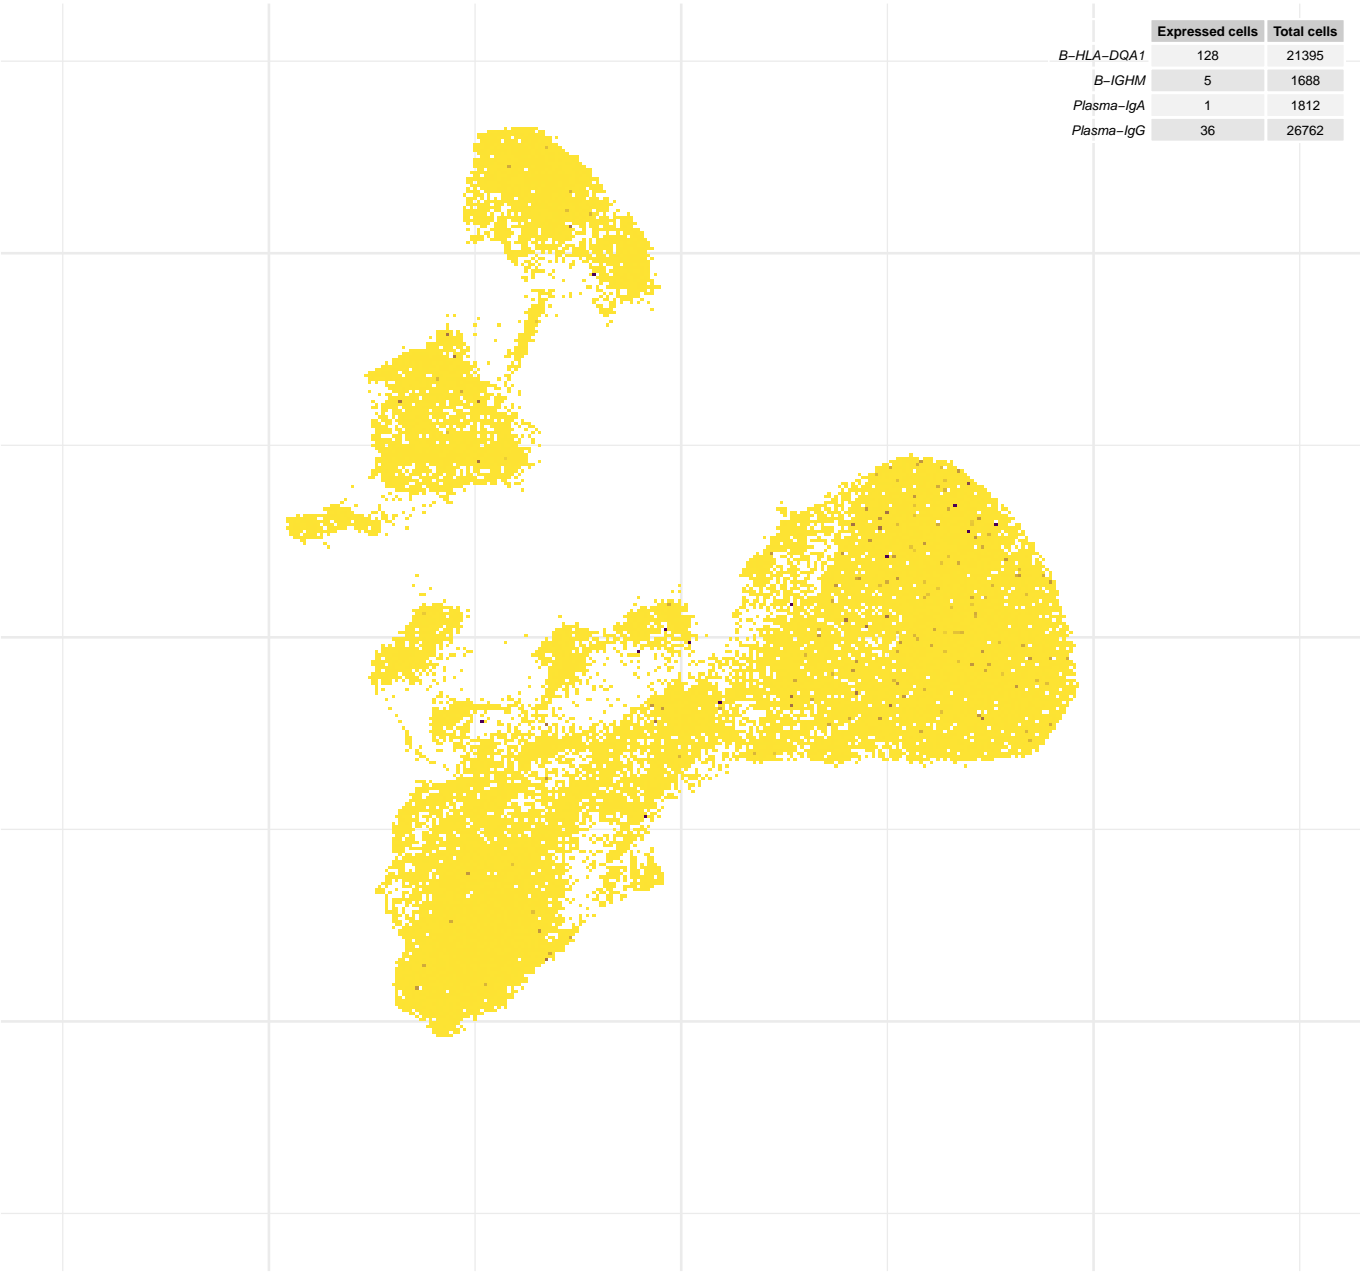 Expressed cells Total cells
B−HLA−DQA1 128 21395
B−IGHM 5 1688
Plasma−IgA 1 1812
Plasma−IgG 36 26762